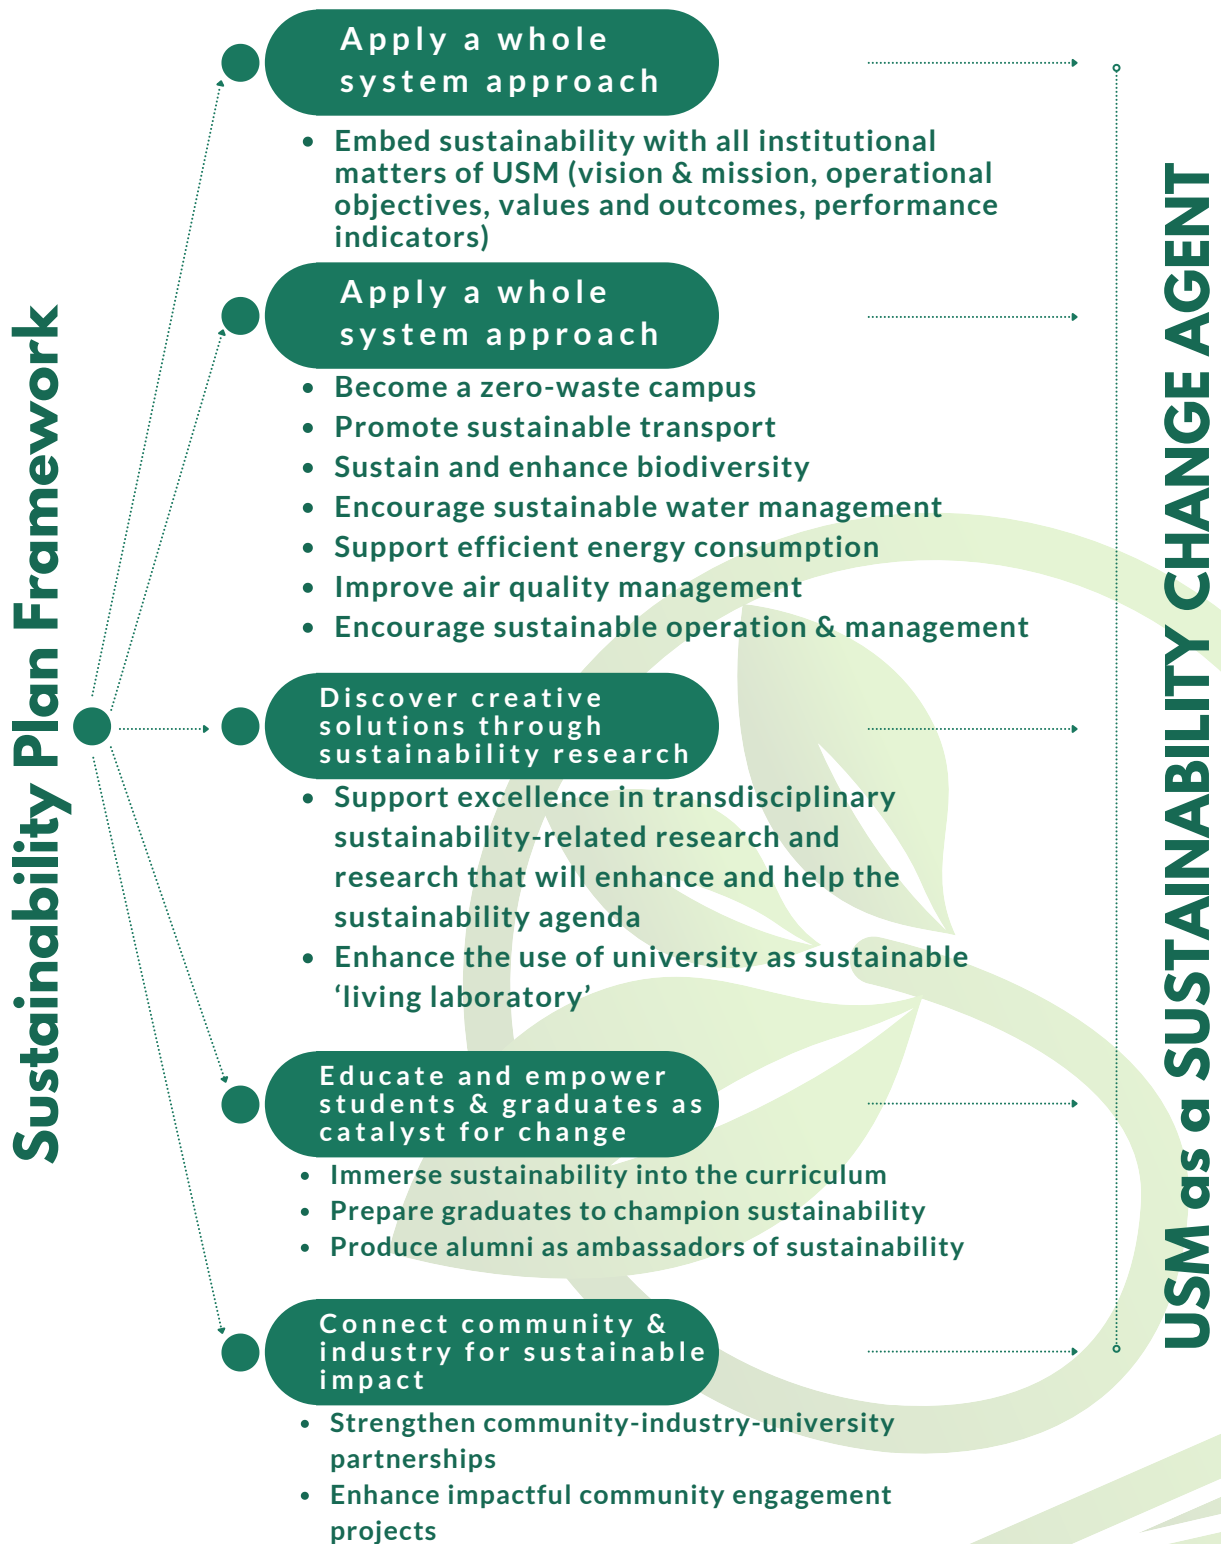 Sustainability Plan Framework
Apply a whole
system approach
• Embed sustainability with all institutional
matters of USM (vision & mission, operational
objectives, values and outcomes, performance
indicators)
Apply a whole
system approach
• Become a zero-waste campus
• Promote sustainable transport
• Sustain and enhance biodiversity
• Encourage sustainable water management
• Support efficient energy consumption
• Improve air quality management
• Encourage sustainable operation & management
Discover creative
solutions through
sustainability research
• Support excellence in transdisciplinary
sustainability-related research and
research that will enhance and help the
sustainability agenda
• Enhance the use of university as sustainable
‘living laboratory’
Educate and empower
students & graduates as
catalyst for change
• Immerse sustainability into the curriculum
• Prepare graduates to champion sustainability
• Produce alumni as ambassadors of sustainability
Connect community &
industry for sustainable
impact
• Strengthen community-industry-university
partnerships
• Enhance impactful community engagement
projects
USM as a SUSTAINABILITY CHANGE AGENT